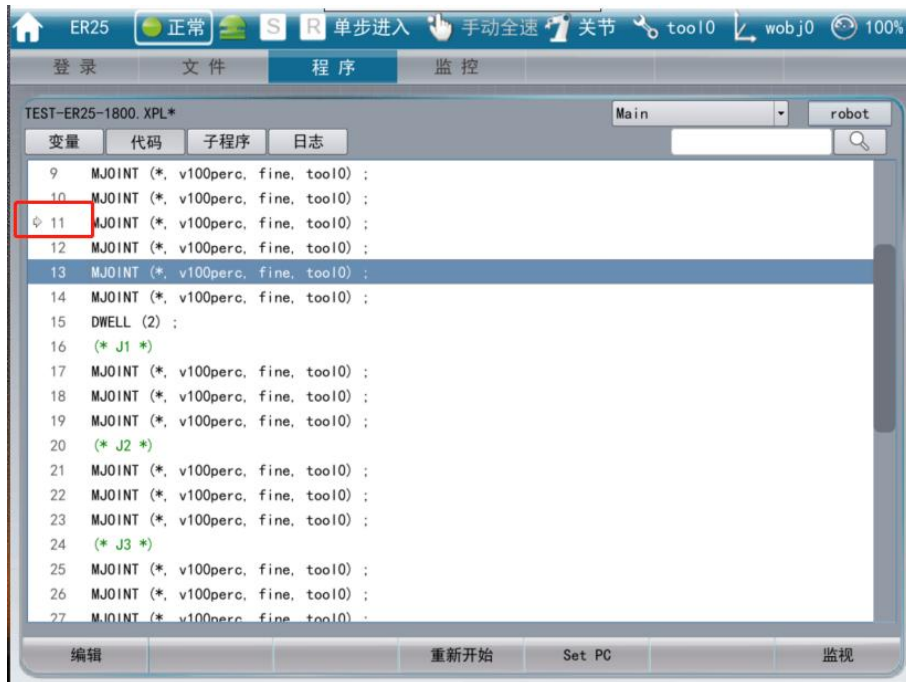 ER25 正常 S R 单步进入 手动全速 关节 tool0 wobj0 100%
登录 文件 程序 监控
TEST-ER25-1800.XPL* Main robot
变量 代码 子程序 日志
9 MJOINT (*, v100perc, fine, tool0) ;
10 MJOINT (*, v100perc, fine, tool0) ;
11 MJOINT (*, v100perc, fine, tool0) ;
12 MJOINT (*, v100perc, fine, tool0) ;
13 MJOINT (*, v100perc, fine, tool0) ;
14 MJOINT (*, v100perc, fine, tool0) ;
15 DWELL (2) ;
16 (* J1 *)
17 MJOINT (*, v100perc, fine, tool0) ;
18 MJOINT (*, v100perc, fine, tool0) ;
19 MJOINT (*, v100perc, fine, tool0) ;
20 (* J2 *)
21 MJOINT (*, v100perc, fine, tool0) ;
22 MJOINT (*, v100perc, fine, tool0) ;
23 MJOINT (*, v100perc, fine, tool0) ;
24 (* J3 *)
25 MJOINT (*, v100perc, fine, tool0) ;
26 MJOINT (*, v100perc, fine, tool0) ;
27 MJOINT (*, v100perc, fine, tool0) ;
编辑 重新开始 Set PC 监视